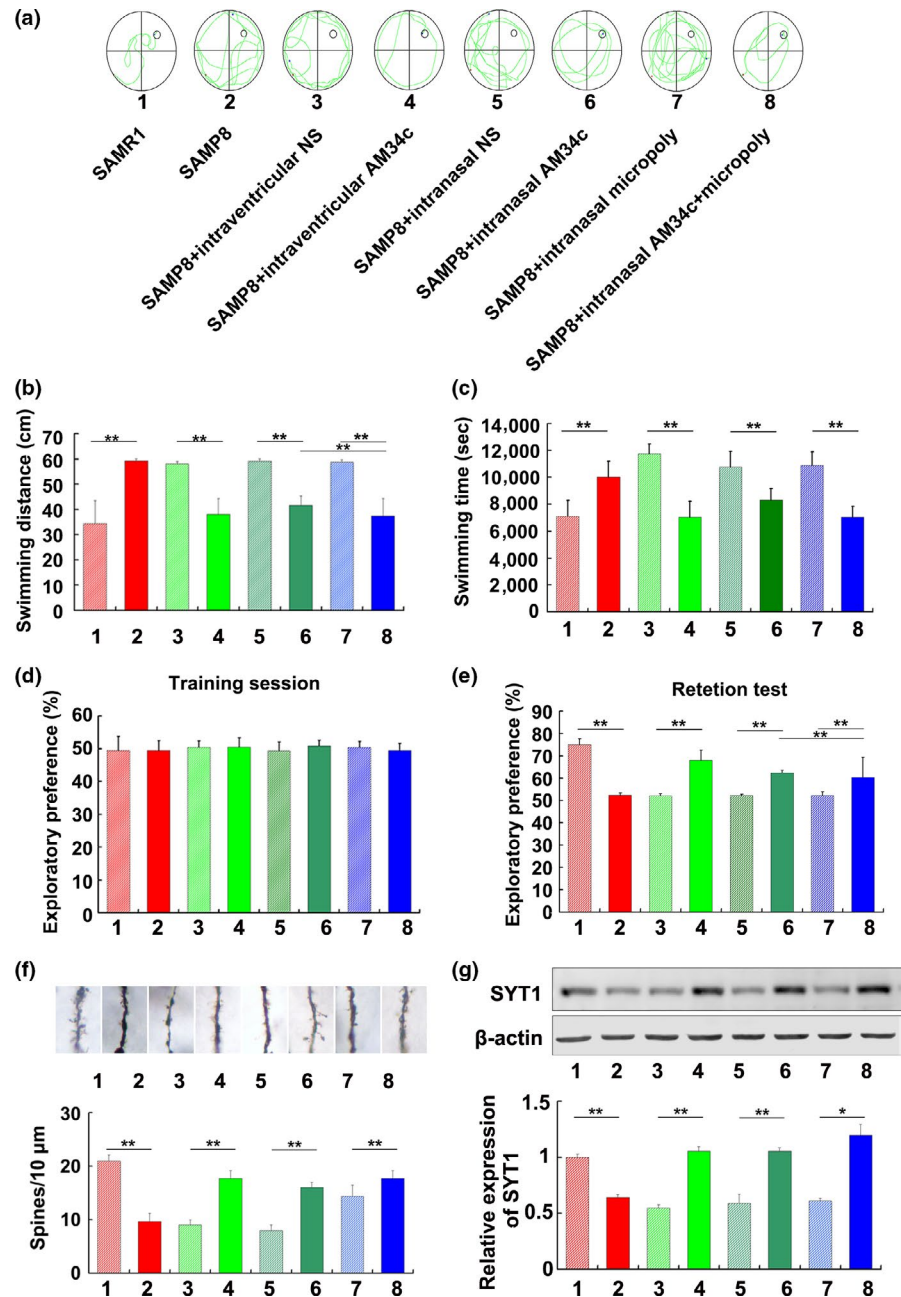 (a)
1 2 3 4 5 6 7 8
SAMR1
SAMP8
SAMP8+intraventricular NS
SAMP8+intraventricular AM34c
SAMP8+intranasal NS
SAMP8+intranasal AM34c
SAMP8+intranasal micropoly
SAMP8+intranasal AM34c+micropoly
(b)
Swimming distance (cm)
70
60
50
40
30
20
10
0
** ** ** ** **
1 2 3 4 5 6 7 8
(c)
Swimming time (sec)
14,000
12,000
10,000
8,000
6,000
4,000
2,000
0
** ** ** **
1 2 3 4 5 6 7 8
(d)
Training session
Exploratory preference (%)
60
50
40
30
20
10
0
1 2 3 4 5 6 7 8
(e)
Retetion test
Exploratory preference (%)
90
80
70
60
50
40
30
20
10
0
** ** ** ** **
1 2 3 4 5 6 7 8
(f)
1 2 3 4 5 6 7 8
Spines/10 µm
30
20
10
0
** ** ** **
1 2 3 4 5 6 7 8
(g)
SYT1
β-actin
1 2 3 4 5 6 7 8
Relative expression
of SYT1
1.5
1
0.5
0
** ** ** *
1 2 3 4 5 6 7 8